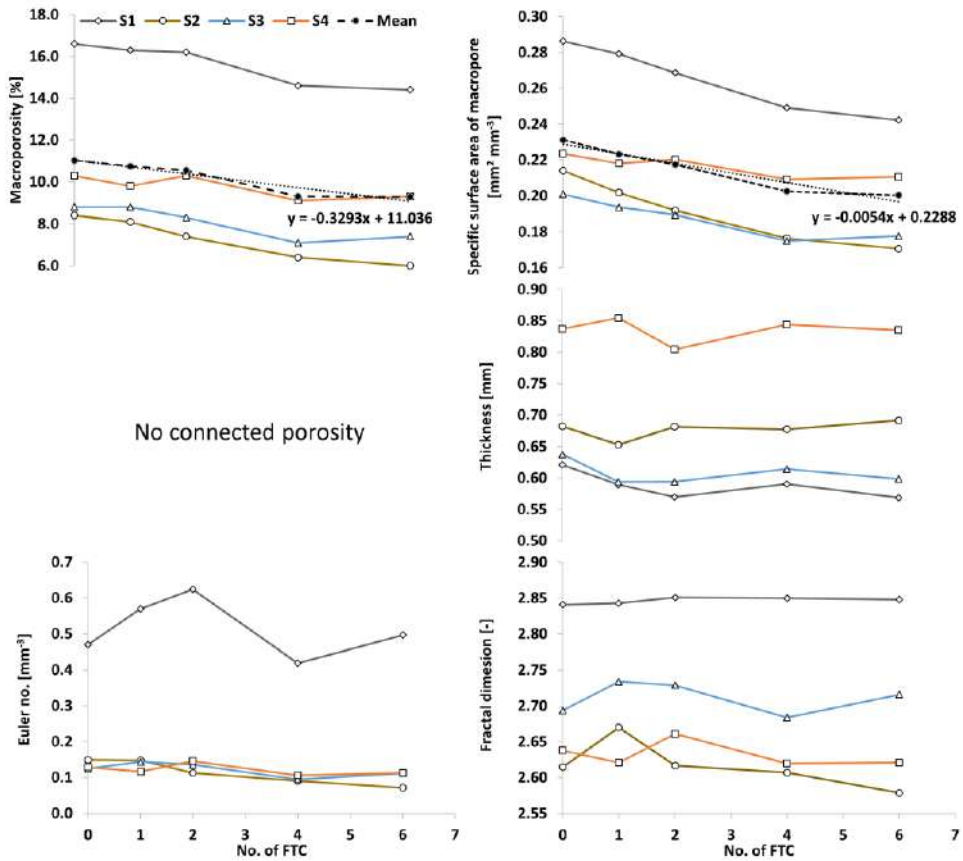 S1 S2 S3 S4 Mean
Macroporosity [%]
18.0
16.0
14.0
12.0
10.0
8.0
6.0
y = -0.3293x + 11.036
Specific surface area of macropore
[mm² mm⁻³]
0.30
0.28
0.26
0.24
0.22
0.20
0.18
0.16
y = -0.0054x + 0.2288
No connected porosity
Thickness [mm]
0.90
0.85
0.80
0.75
0.70
0.65
0.60
0.55
0.50
Euler no. [mm⁻³]
0.7
0.6
0.5
0.4
0.3
0.2
0.1
0.0
0 1 2 4 6 7
No. of FTC
Fractal dimesion [-]
2.90
2.85
2.80
2.75
2.70
2.65
2.60
2.55
0 1 2 4 6 7
No. of FTC